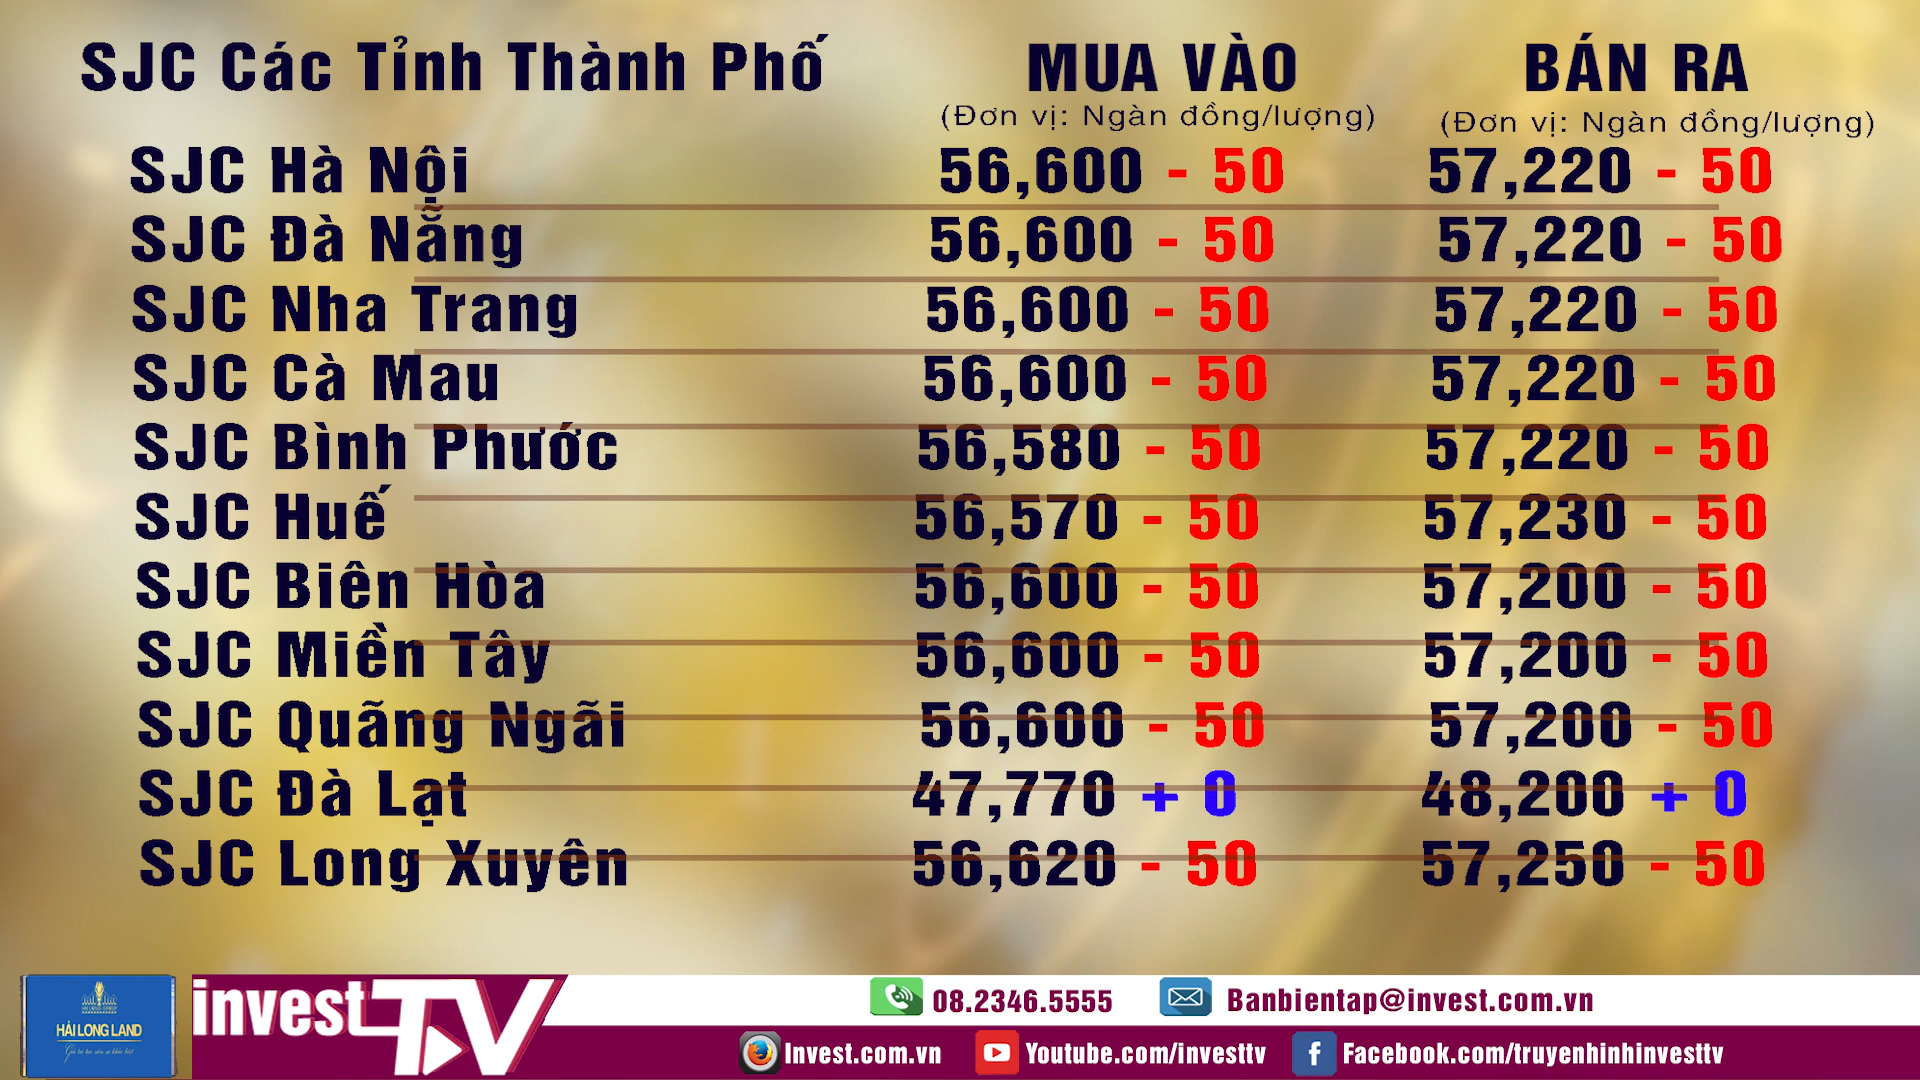 SJC Các Tỉnh Thành Phố MUA VÀO BÁN RA
(Đơn vị: Ngàn đồng/lượng) (Đơn vị: Ngàn đồng/lượng)
SJC Hà Nội 56,600 - 50 57,220 - 50
SJC Đà Nẵng 56,600 - 50 57,220 - 50
SJC Nha Trang 56,600 - 50 57,220 - 50
SJC Cà Mau 56,600 - 50 57,220 - 50
SJC Bình Phước 56,580 - 50 57,220 - 50
SJC Huế 56,570 - 50 57,230 - 50
SJC Biên Hòa 56,600 - 50 57,200 - 50
SJC Miền Tây 56,600 - 50 57,200 - 50
SJC Quãng Ngãi 56,600 - 50 57,200 - 50
SJC Đà Lạt 47,770 + 0 48,200 + 0
SJC Long Xuyên 56,620 - 50 57,250 - 50
HẢI LONG LAND
invest TV
08.2346.5555 Banbientap@invest.com.vn
Invest.com.vn Youtube.com/investtv Facebook.com/truyenhinhinvesttv